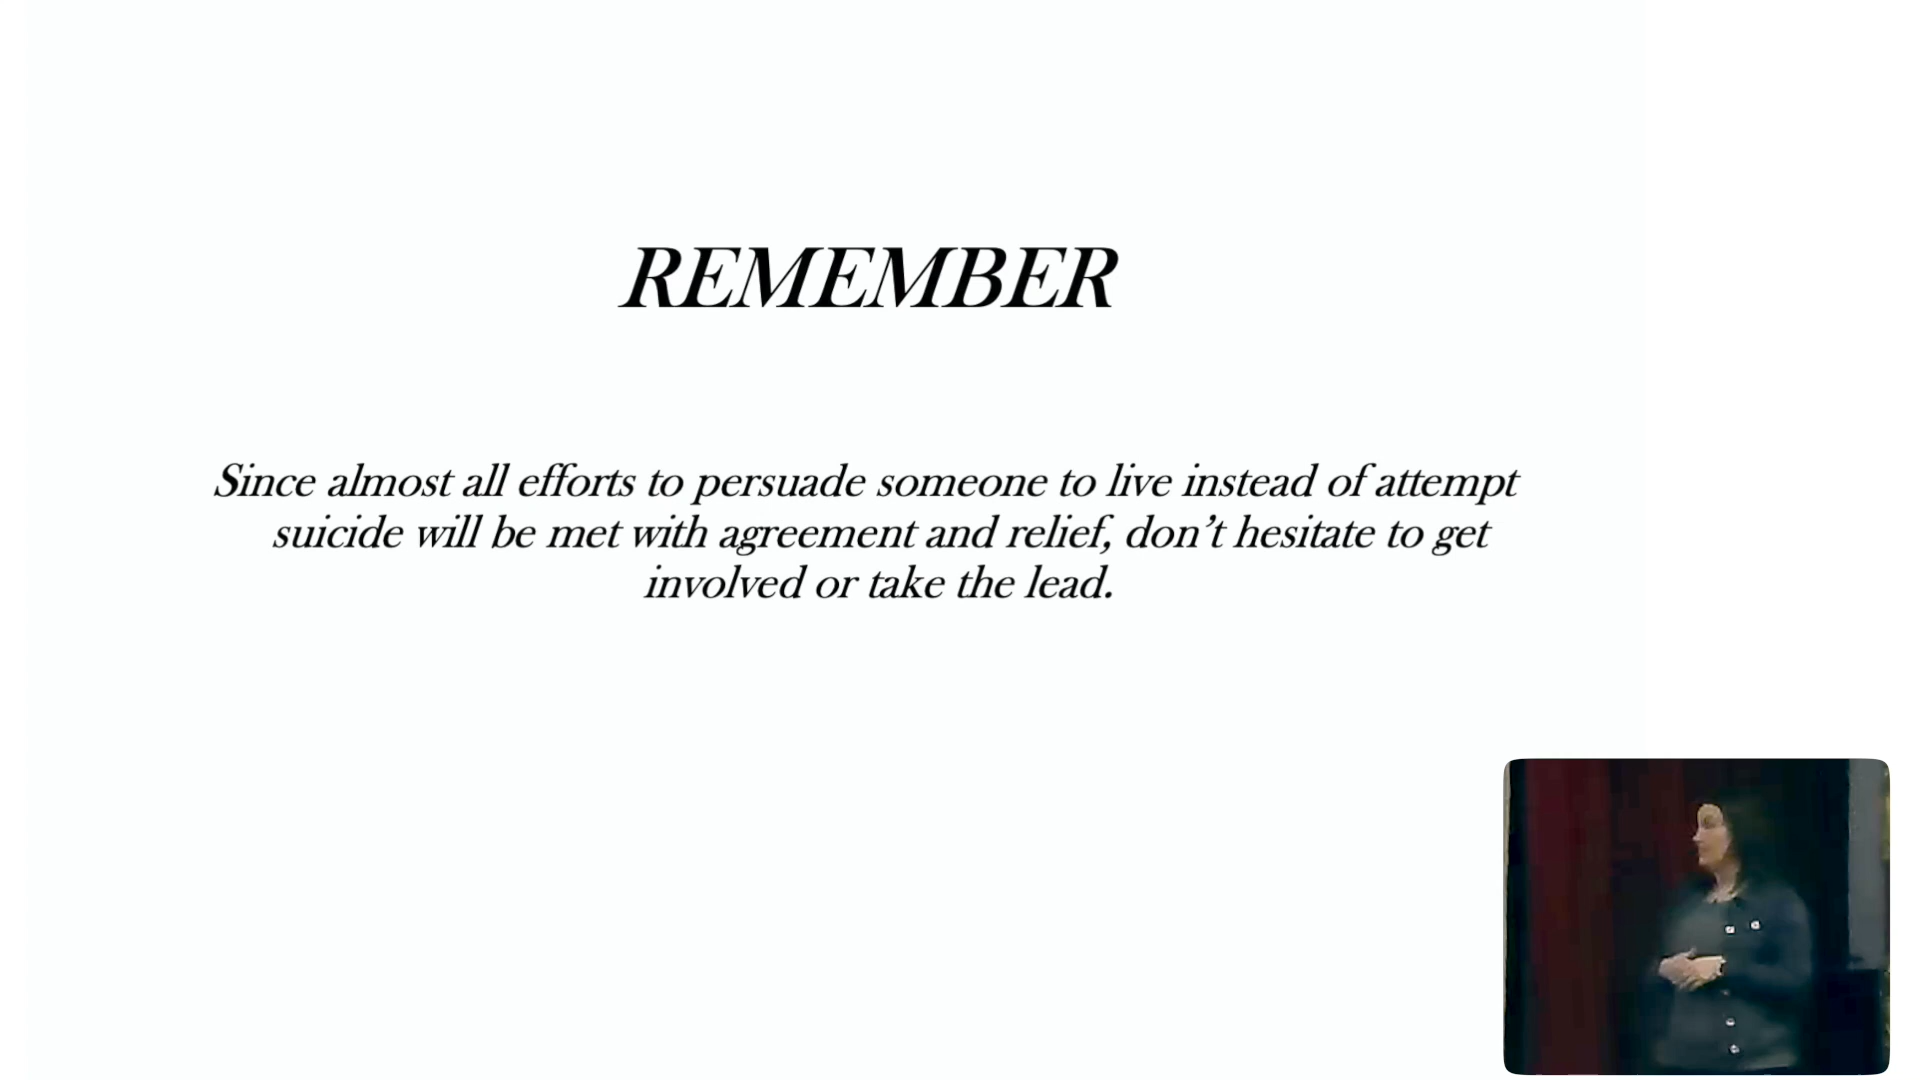 REMEMBER
Since almost all efforts to persuade someone to live instead of attempt
suicide will be met with agreement and relief, don’t hesitate to get
involved or take the lead.